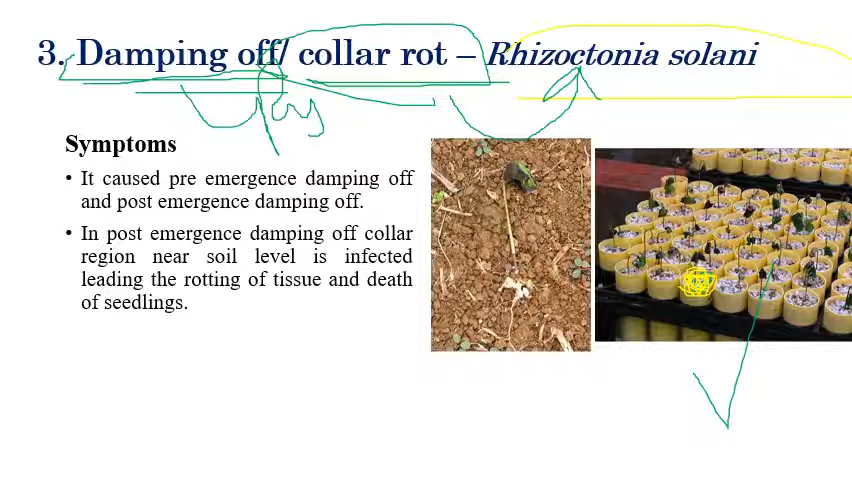 3. Damping off/ collar rot – Rhizoctonia solani
by
Symptoms
• It caused pre emergence damping off
and post emergence damping off.
• In post emergence damping off collar
region near soil level is infected
leading the rotting of tissue and death
of seedlings.